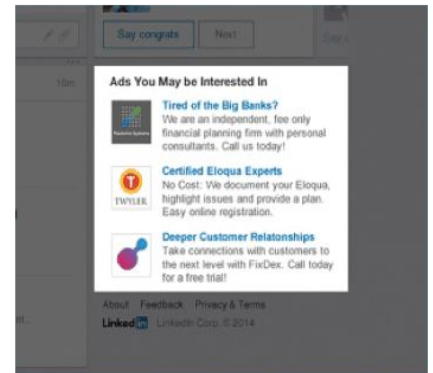 Say congrats
Next
Say
10m
Ads You May be Interested In
Tired of the Big Banks?
We are an independent, fee only
financial planning firm with personal
consultants. Call us today!
Certified Eloqua Experts
No Cost: We document your Eloqua,
highlight issues and provide a plan.
Easy online registration.
TWYLER
Deeper Customer Relatonships
Take connections with customers to
the next level with FixDex. Call today
for a free trial!
About Feedback Privacy & Terms
LinkedIn LinkedIn Corp. © 2014